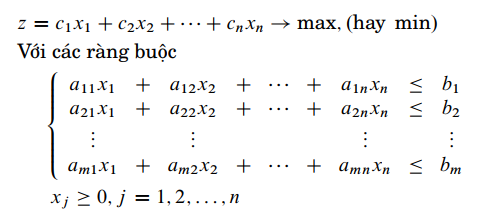 z = c₁x₁ + c₂x₂ + ⋯ + cₙxₙ → max, (hay min)
Với các ràng buộc
a₁₁x₁ + a₁₂x₂ + ⋯ + a₁ₙxₙ ≤ b₁
a₂₁x₁ + a₂₂x₂ + ⋯ + a₂ₙxₙ ≤ b₂
⋮ ⋮ ⋮ ⋮
aₘ₁x₁ + aₘ₂x₂ + ⋯ + aₘₙxₙ ≤ bₘ
xⱼ ≥ 0, j = 1, 2, . . . , n